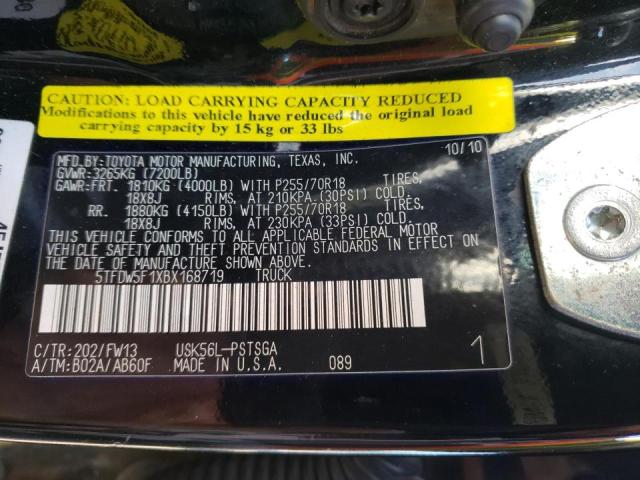 CAUTION: LOAD CARRYING CAPACITY REDUCED
Modifications to this vehicle have reduced the original load
carrying capacity by 15 kg or 33 lbs
MFD.BY:TOYOTA MOTOR MANUFACTURING, TEXAS, INC. 10/10
GVWR:3265KG (7200LB)
GAWR:FRT. 1810KG (4000LB) WITH P255/70R18 TIRES,
18X8J RIMS, AT 210KPA (30PSI) COLD.
RR. 1880KG (4150LB) WITH P255/70R18 TIRES,
18X8J RIMS, AT 230KPA (33PSI) COLD.
THIS VEHICLE CONFORMS TO ALL APPLICABLE FEDERAL MOTOR
VEHICLE SAFETY AND THEFT PREVENTION STANDARDS IN EFFECT ON
THE DATE OF MANUFACTURE SHOWN ABOVE.
5TFDW5F1XBX168719 TRUCK
C/TR:202/FW13 USK56L-PSTSGA
A/TM:B02A/AB60F MADE IN U.S.A. 089 1